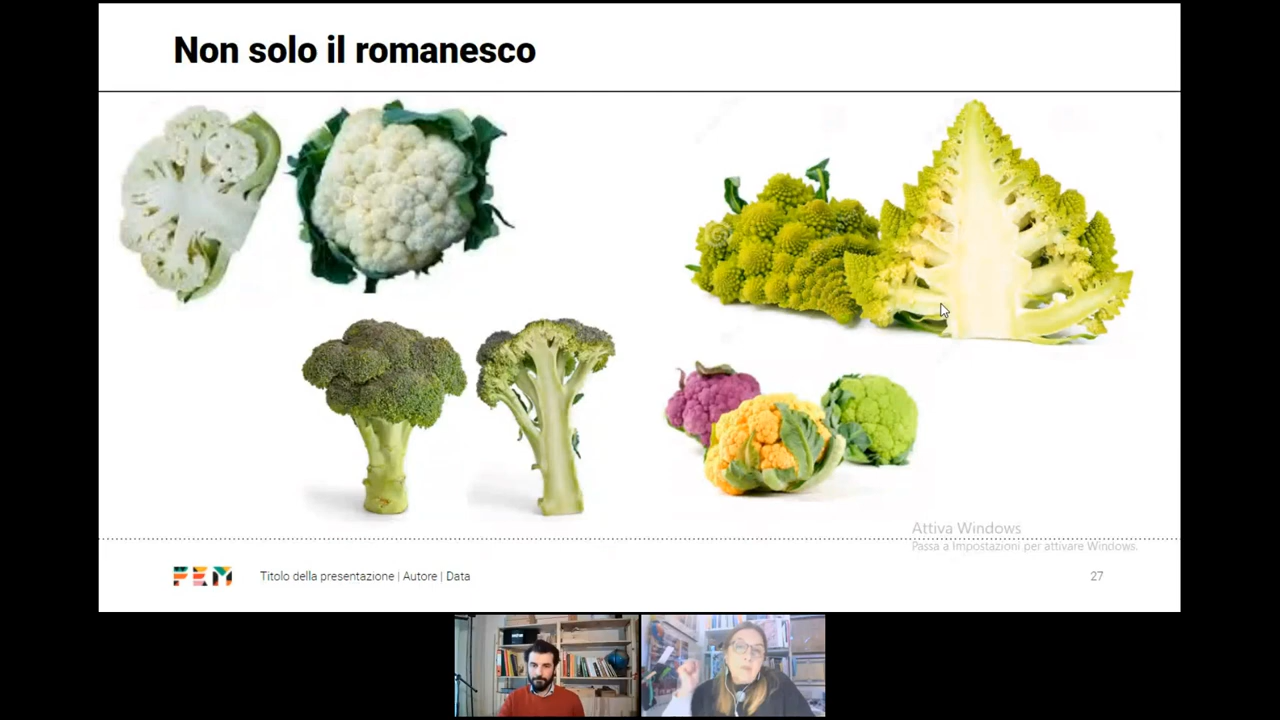 Non solo il romanesco
Attiva Windows
Passa a Impostazioni per attivare Windows.
FEM
Titolo della presentazione | Autore | Data
27